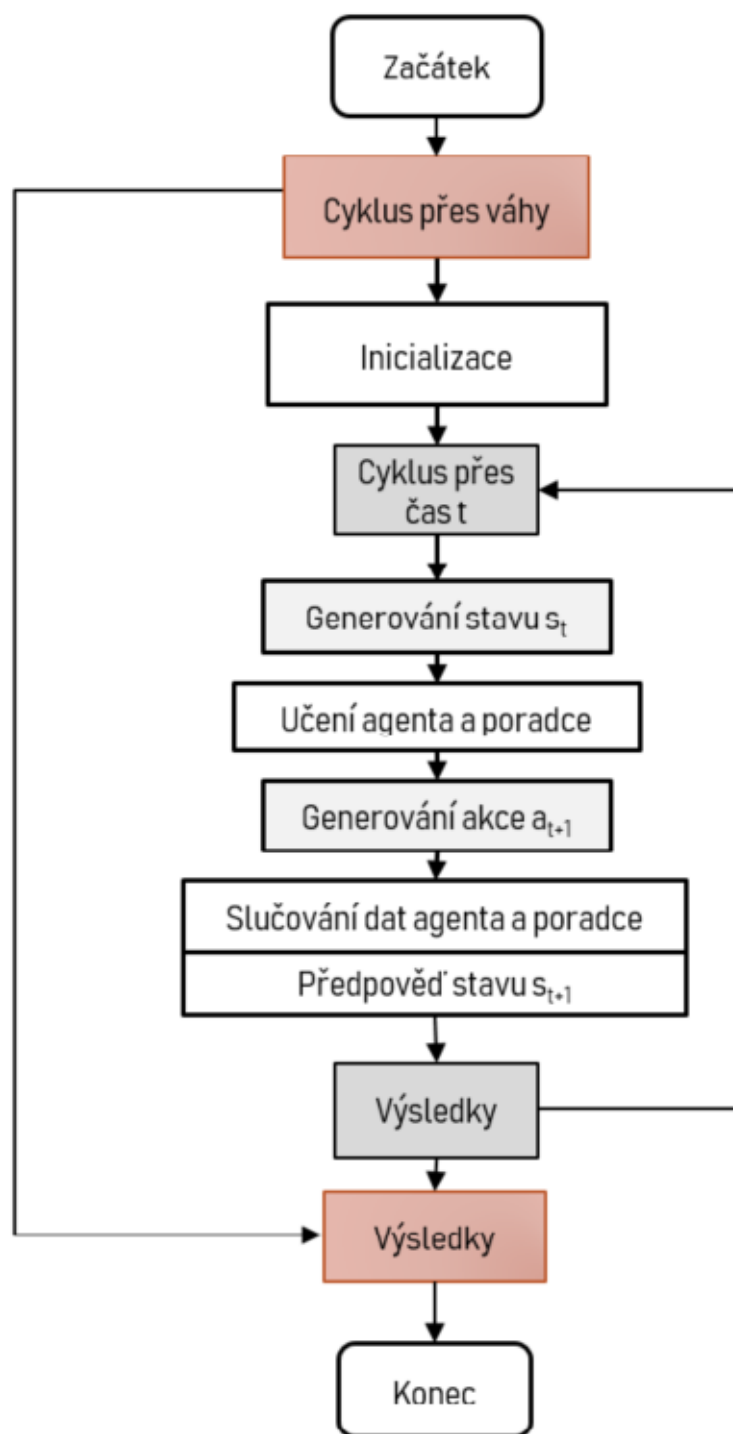 Začátek
Cyklus přes váhy
Inicializace
Cyklus přes
čas t
Generování stavu sₜ
Učení agenta a poradce
Generování akce aₜ₊₁
Slučování dat agenta a poradce
Předpověď stavu sₜ₊₁
Výsledky
Výsledky
Konec